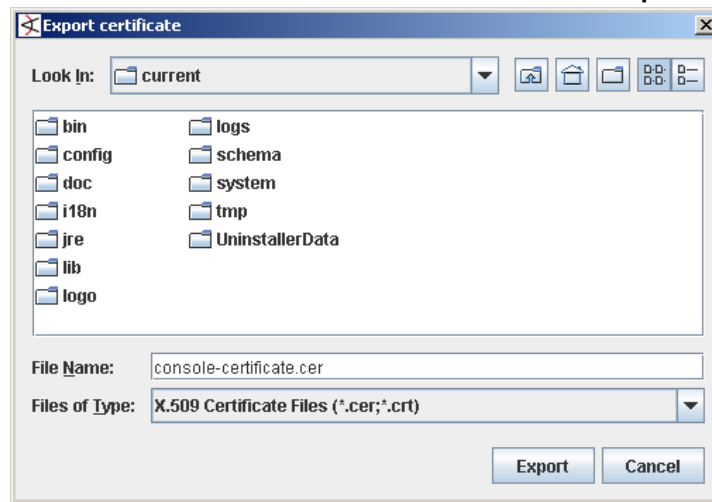 Export certificate
Look In: current
bin logs
config schema
doc system
i18n tmp
jre UninstallerData
lib
logo
File Name: console-certificate.cer
Files of Type: X.509 Certificate Files (*.cer;*.crt)
Export Cancel